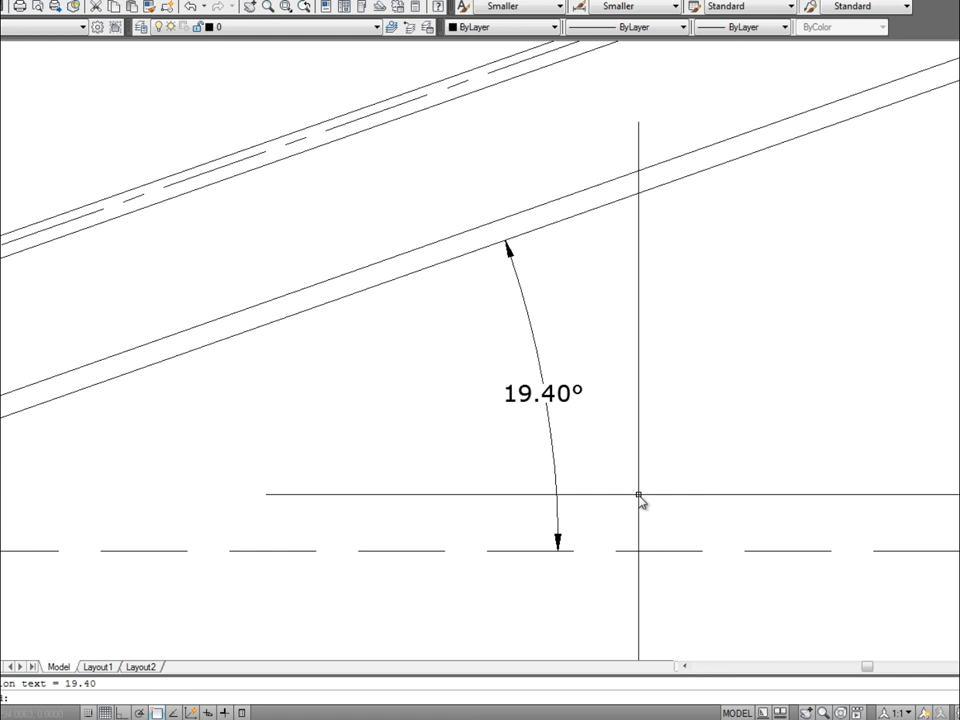 Smaller Smaller Standard Standard
0 ByLayer ByLayer ByLayer ByColor
19.40°
Model Layout1 Layout2
on text = 19.40
MODEL 1:1